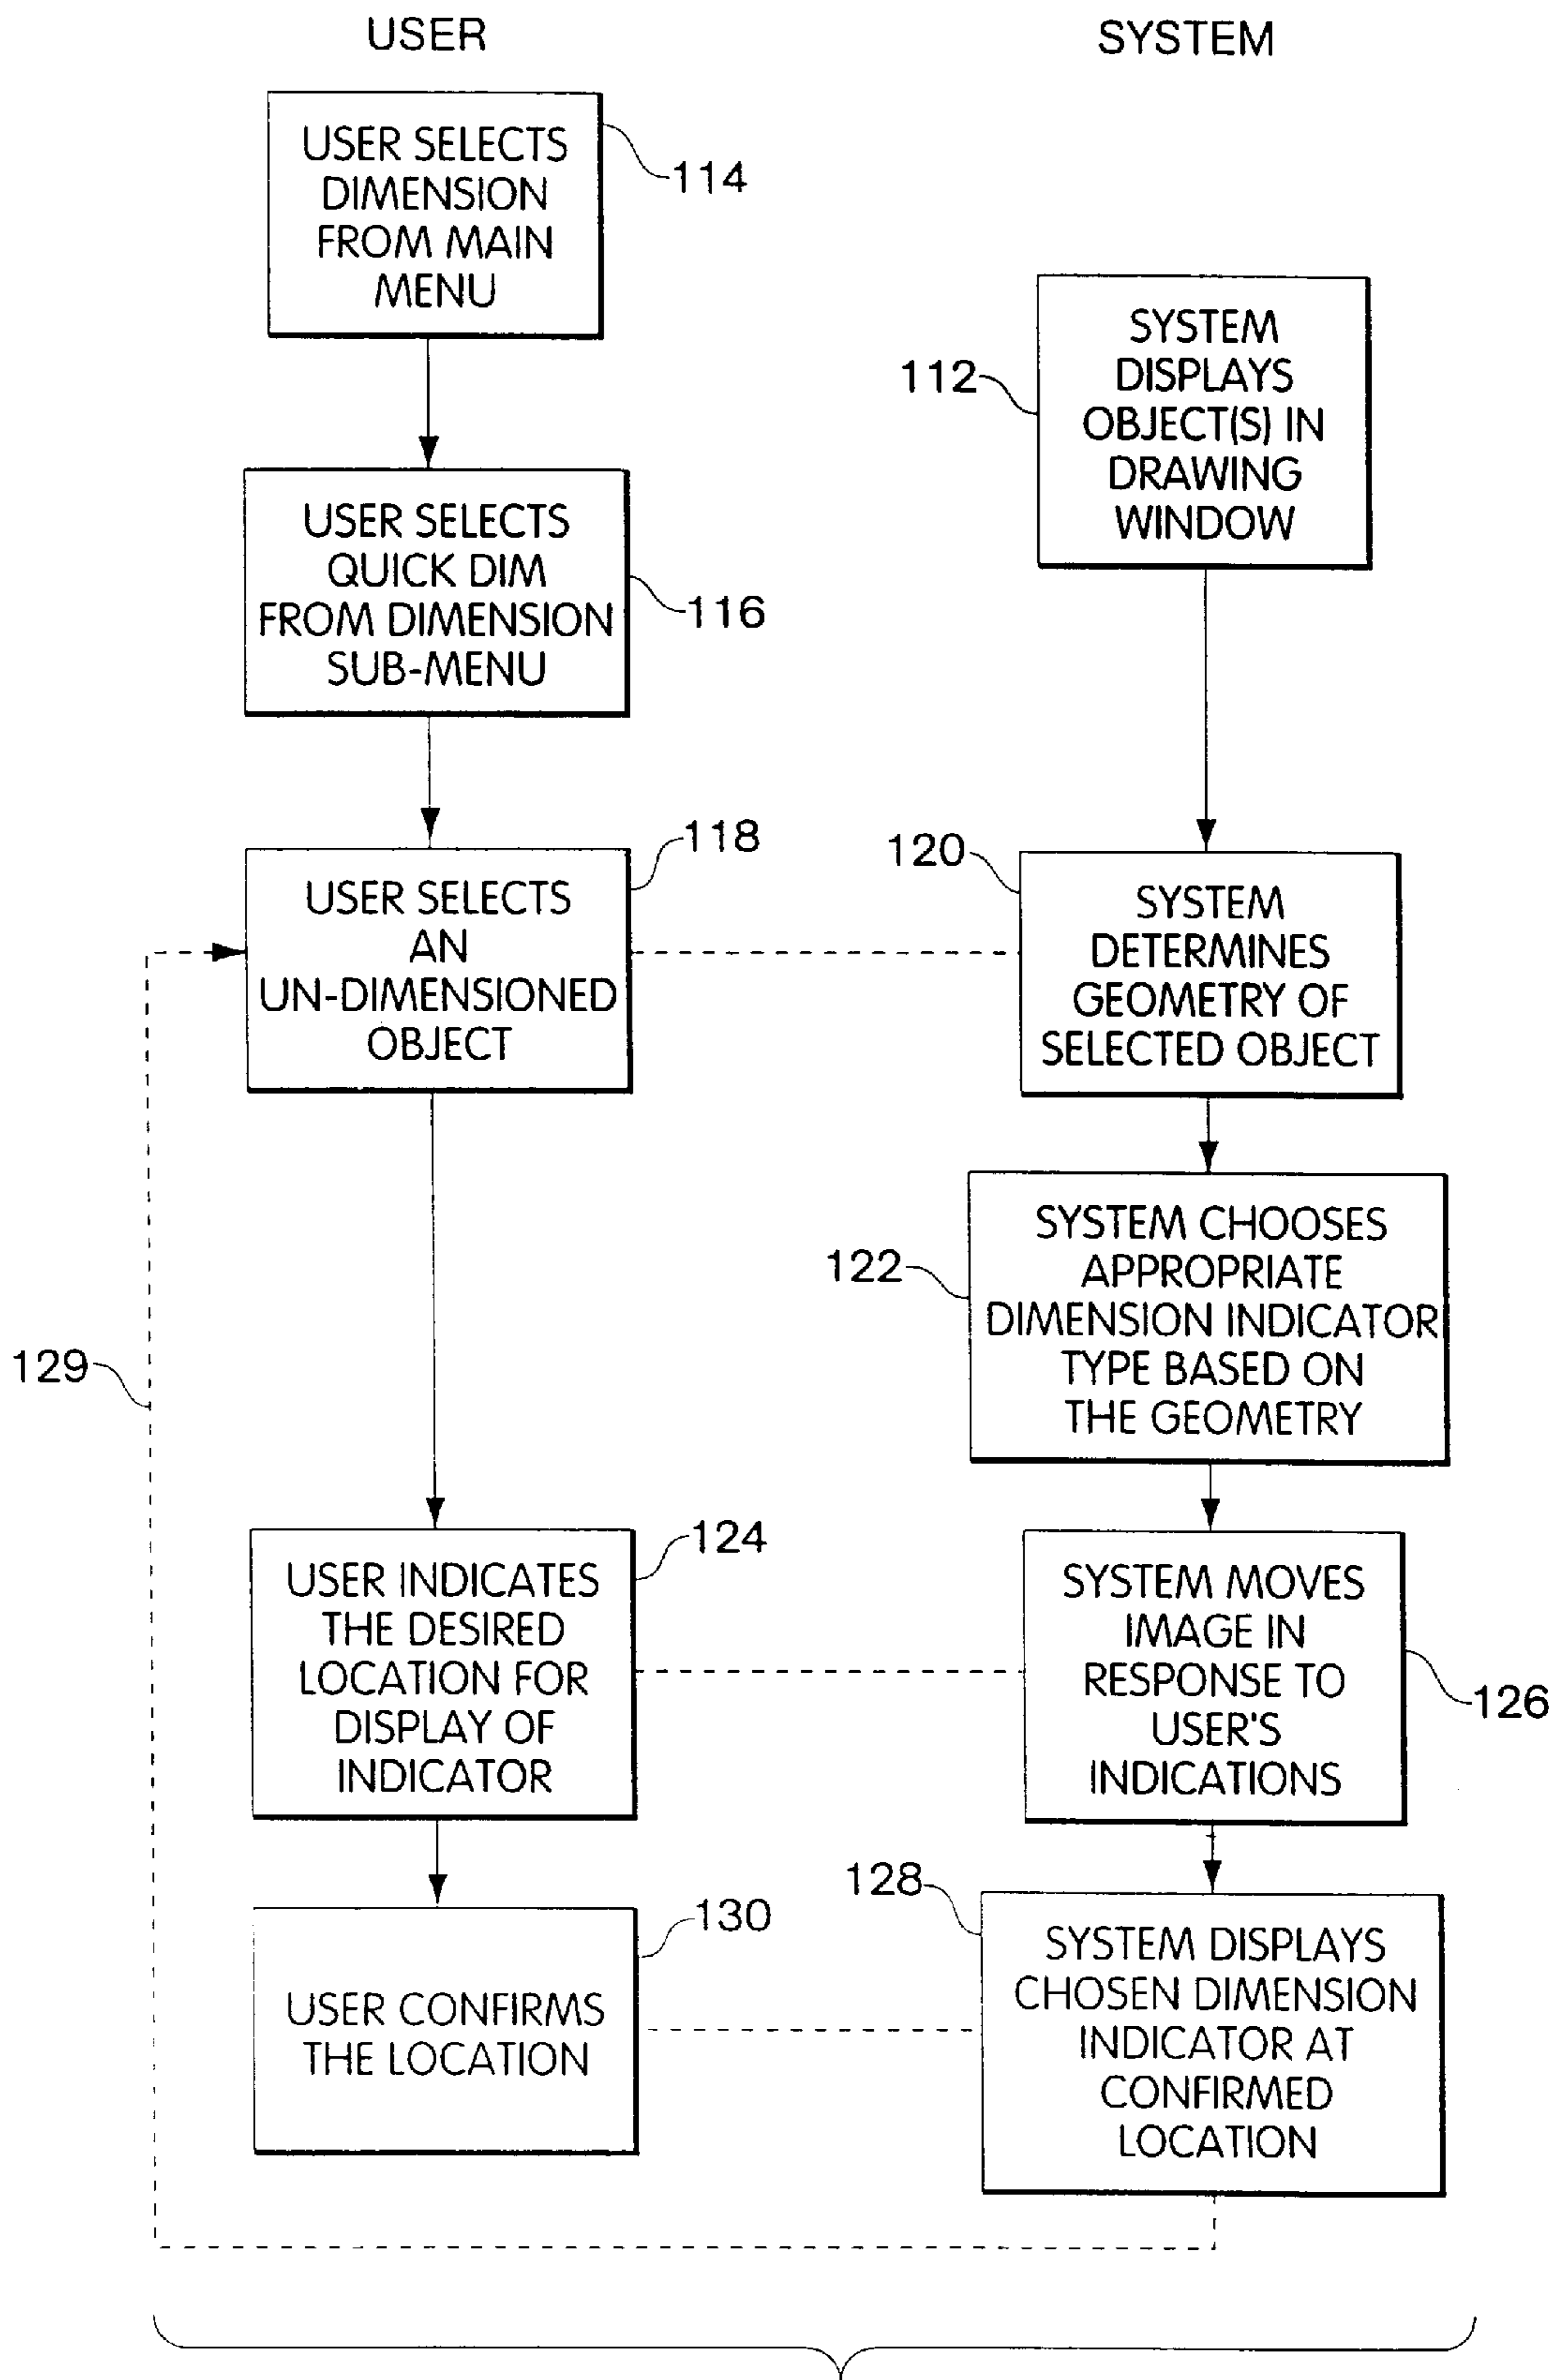 USER
SYSTEM
USER SELECTS
DIMENSION
FROM MAIN
MENU
114
SYSTEM
DISPLAYS
OBJECT(S) IN
DRAWING
WINDOW
112
USER SELECTS
QUICK DIM
FROM DIMENSION
SUB-MENU
116
USER SELECTS
AN
UN-DIMENSIONED
OBJECT
118
120
SYSTEM
DETERMINES
GEOMETRY OF
SELECTED OBJECT
122
SYSTEM CHOOSES
APPROPRIATE
DIMENSION INDICATOR
TYPE BASED ON
THE GEOMETRY
129
USER INDICATES
THE DESIRED
LOCATION FOR
DISPLAY OF
INDICATOR
124
SYSTEM MOVES
IMAGE IN
RESPONSE TO
USER'S
INDICATIONS
126
USER CONFIRMS
THE LOCATION
130
128
SYSTEM DISPLAYS
CHOSEN DIMENSION
INDICATOR AT
CONFIRMED
LOCATION